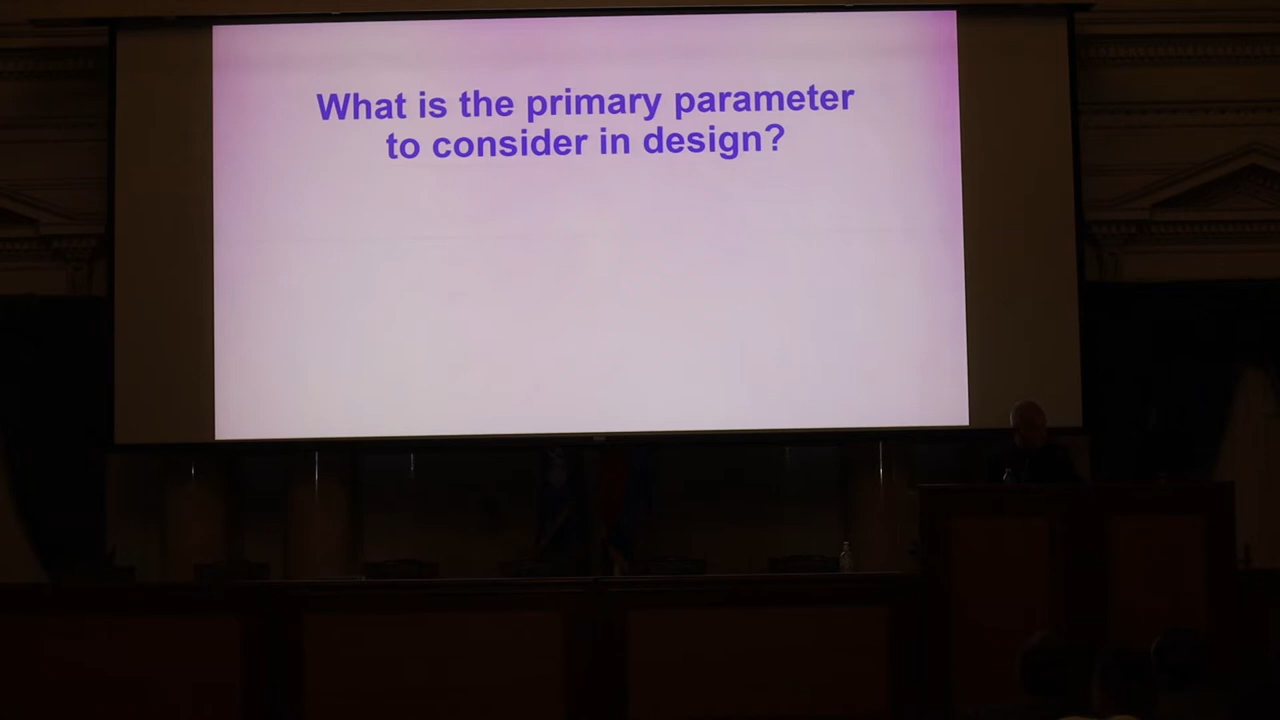 What is the primary parameter
to consider in design?